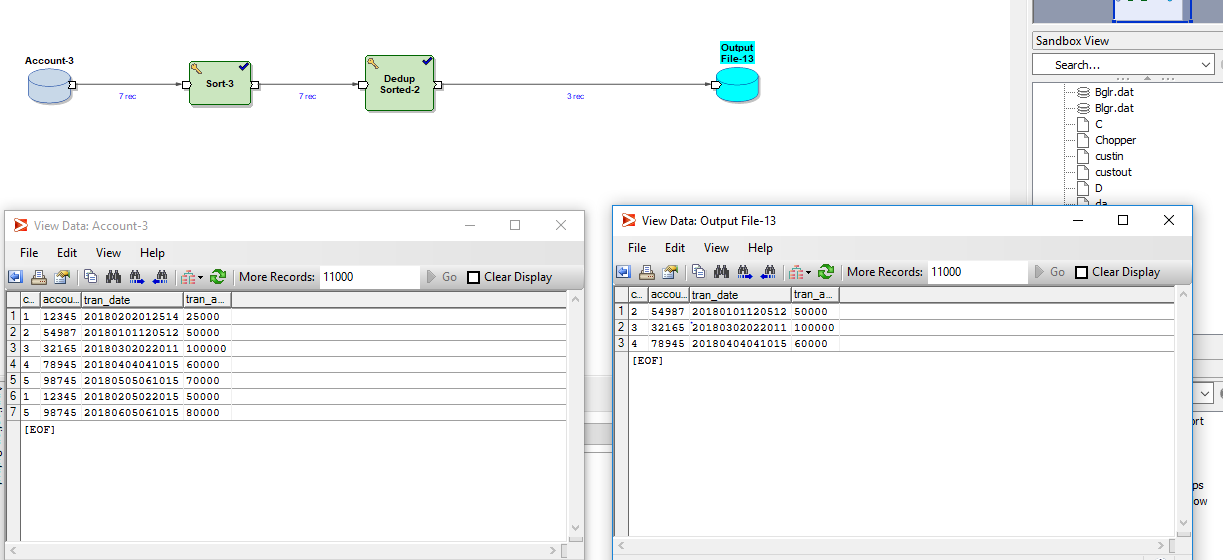 Account-3
Sort-3
Dedup
Sorted-2
Output
File-13
7 rec
7 rec
3 rec
Sandbox View
Search...
Bglr.dat
Blgr.dat
C
Chopper
custin
custout
D
da
View Data: Account-3
File Edit View Help
More Records: 11000 Go Clear Display
c... accou... tran_date tran_a...
1 1 12345 20180202012514 25000
2 2 54987 20180101120512 50000
3 3 32165 20180302022011 100000
4 4 78945 20180404041015 60000
5 5 98745 20180505061015 70000
6 1 12345 20180205022015 50000
7 5 98745 20180605061015 80000
[EOF]
View Data: Output File-13
File Edit View Help
More Records: 11000 Go Clear Display
c... accou... tran_date tran_a...
1 2 54987 20180101120512 50000
2 3 32165 20180302022011 100000
3 4 78945 20180404041015 60000
[EOF]
ort
ps
ow